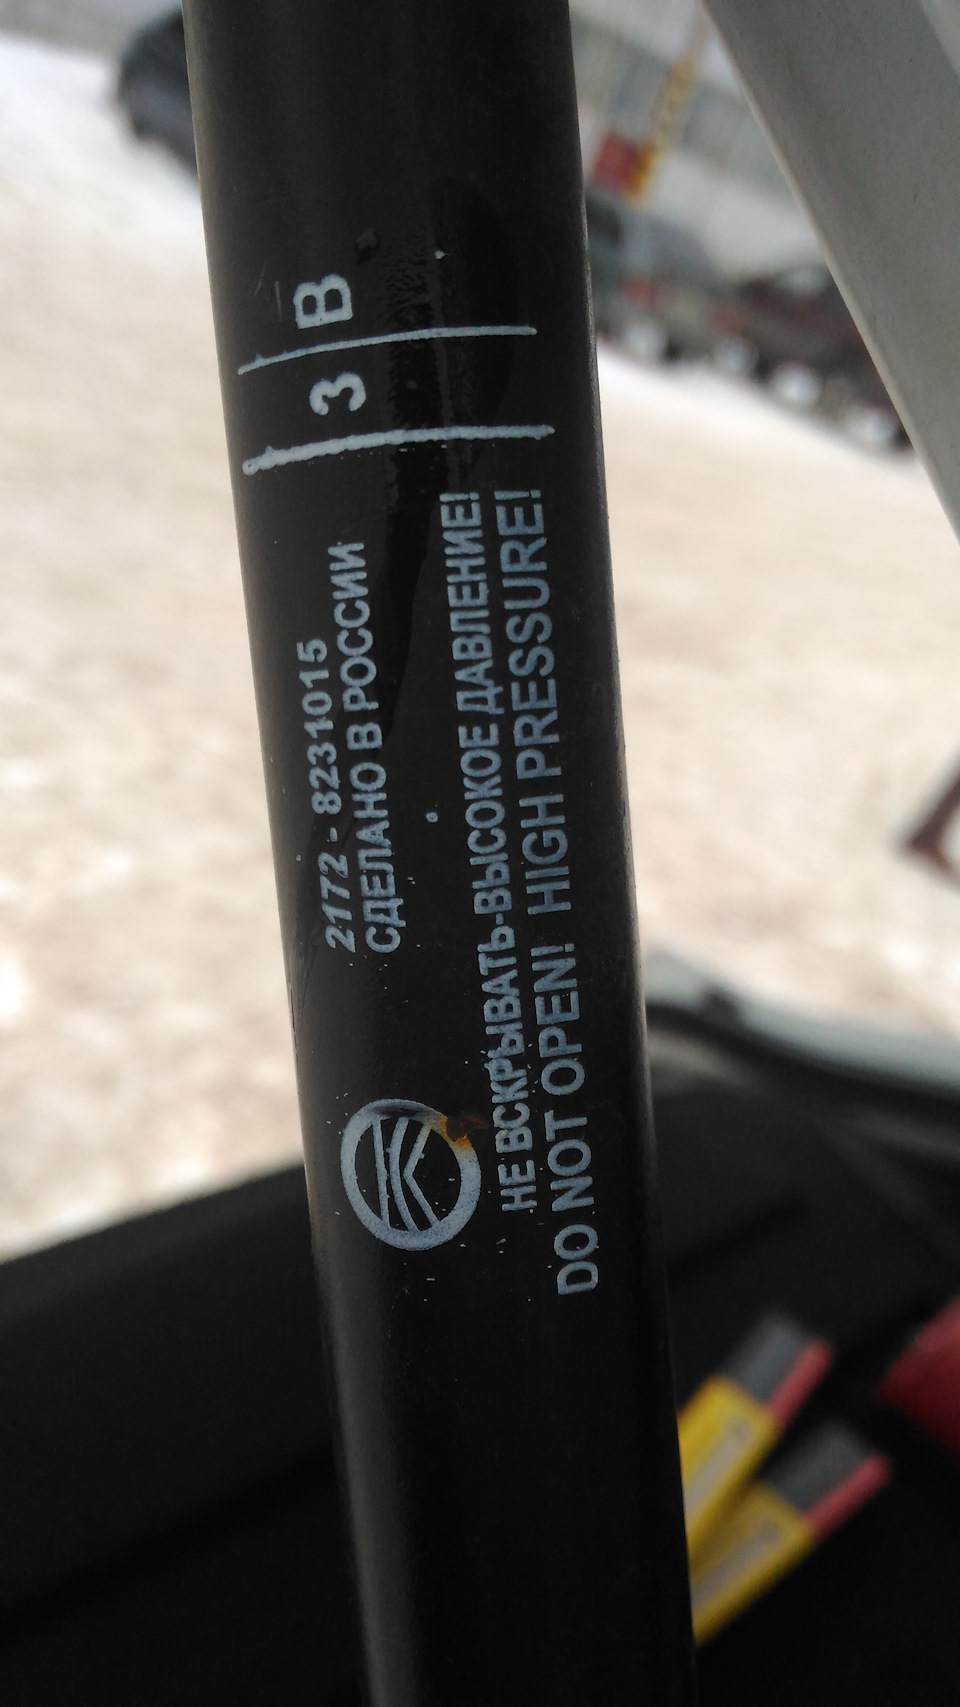 2172 - 8231015
СДЕЛАНО В РОССИИ
НЕ ВСКРЫВАТЬ-ВЫСОКОЕ ДАВЛЕНИЕ!
DO NOT OPEN! HIGH PRESSURE!
3
В